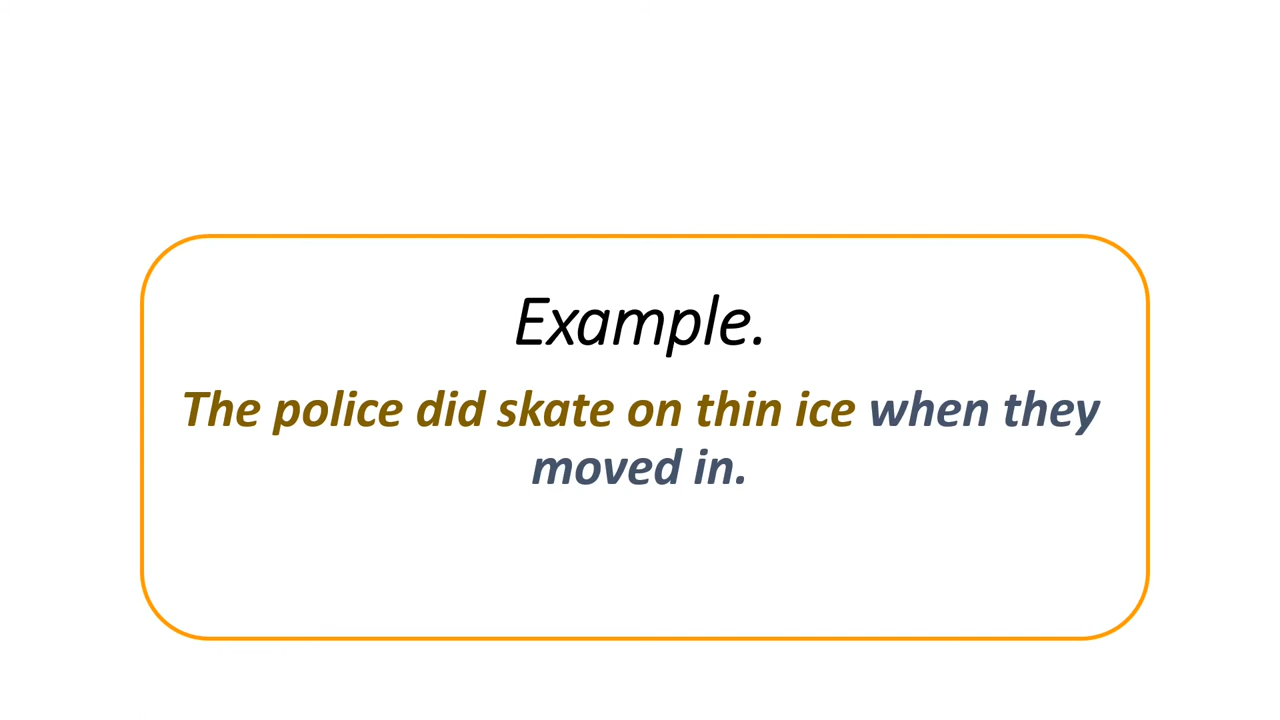 Example.
The police did skate on thin ice when they
moved in.